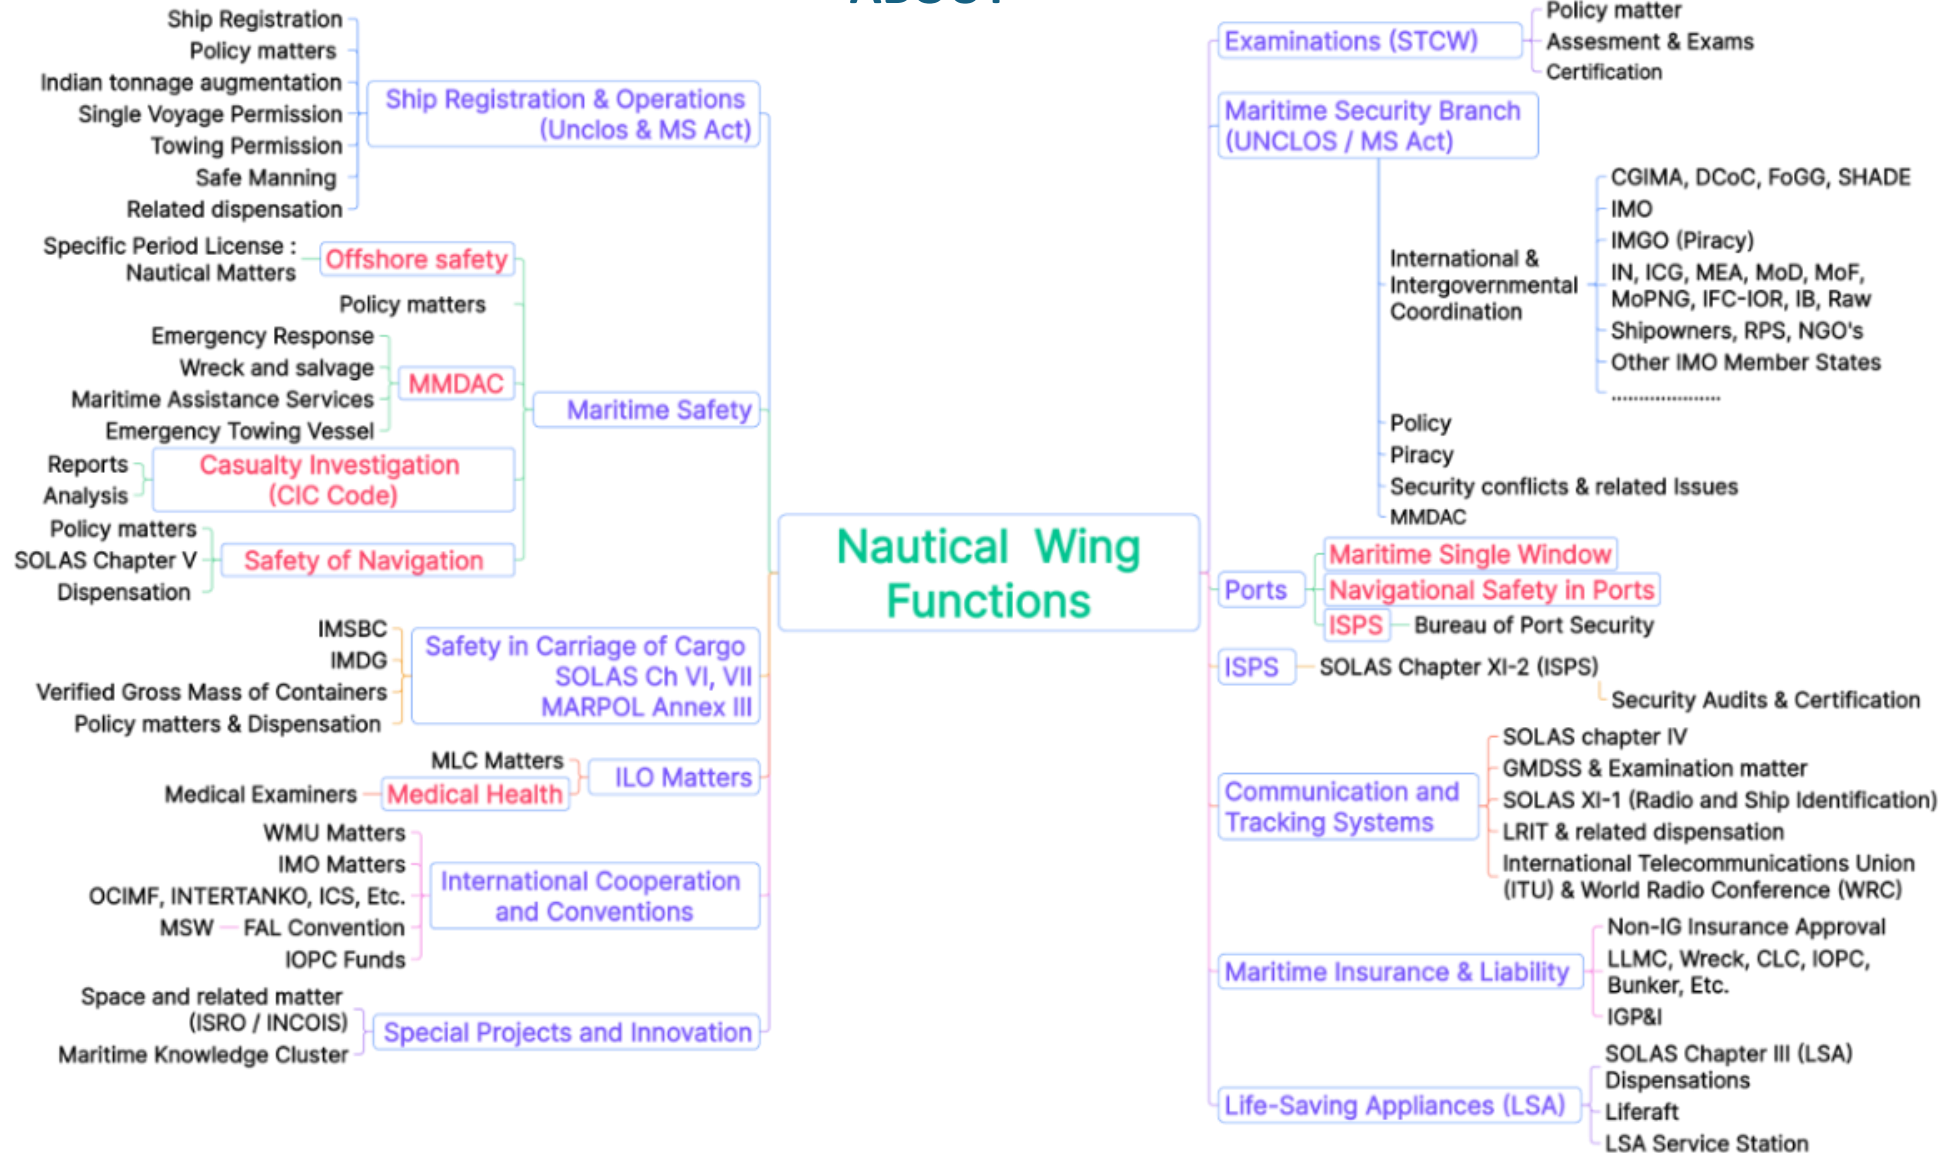 ABOUT
Ship Registration
Policy matters
Indian tonnage augmentation
Single Voyage Permission
Towing Permission
Safe Manning
Related dispensation
Ship Registration & Operations
(Unclos & MS Act)
Specific Period License :
Nautical Matters
Offshore safety
Policy matters
Emergency Response
Wreck and salvage
Maritime Assistance Services
Emergency Towing Vessel
MMDAC
Maritime Safety
Reports
Analysis
Casualty Investigation
(CIC Code)
Policy matters
SOLAS Chapter V
Dispensation
Safety of Navigation
IMSBC
IMDG
Verified Gross Mass of Containers
Policy matters & Dispensation
Safety in Carriage of Cargo
SOLAS Ch VI, VII
MARPOL Annex III
MLC Matters
Medical Examiners
Medical Health
ILO Matters
WMU Matters
IMO Matters
OCIMF, INTERTANKO, ICS, Etc.
MSW
FAL Convention
IOPC Funds
International Cooperation
and Conventions
Space and related matter
(ISRO / INCOIS)
Maritime Knowledge Cluster
Special Projects and Innovation
Nautical Wing
Functions
Examinations (STCW)
Policy matter
Assesment & Exams
Certification
Maritime Security Branch
(UNCLOS / MS Act)
International &
Intergovernmental
Coordination
CGIMA, DCoC, FoGG, SHADE
IMO
IMGO (Piracy)
IN, ICG, MEA, MoD, MoF,
MoPNG, IFC-IOR, IB, Raw
Shipowners, RPS, NGO's
Other IMO Member States
.....................
Policy
Piracy
Security conflicts & related Issues
MMDAC
Ports
Maritime Single Window
Navigational Safety in Ports
ISPS
Bureau of Port Security
ISPS
SOLAS Chapter XI-2 (ISPS)
Security Audits & Certification
Communication and
Tracking Systems
SOLAS chapter IV
GMDSS & Examination matter
SOLAS XI-1 (Radio and Ship Identification)
LRIT & related dispensation
International Telecommunications Union
(ITU) & World Radio Conference (WRC)
Maritime Insurance & Liability
Non-IG Insurance Approval
LLMC, Wreck, CLC, IOPC,
Bunker, Etc.
IGP&I
Life-Saving Appliances (LSA)
SOLAS Chapter III (LSA)
Dispensations
Liferaft
LSA Service Station